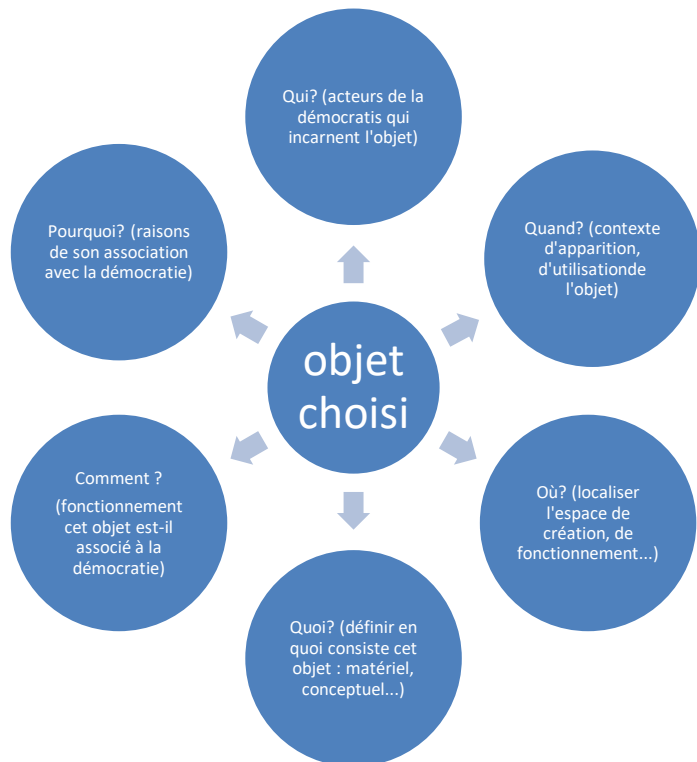 Qui? (acteurs de la
démocratis qui
incarnent l'objet)
Quand? (contexte
d'apparition,
d'utilisationde
l'objet)
Où? (localiser
l'espace de
création, de
fonctionnement...)
Quoi? (définir en
quoi consiste cet
objet : matériel,
conceptuel...)
Comment ?
(fonctionnement
cet objet est-il
associé à la
démocratie)
Pourquoi? (raisons
de son association
avec la démocratie)
objet
choisi